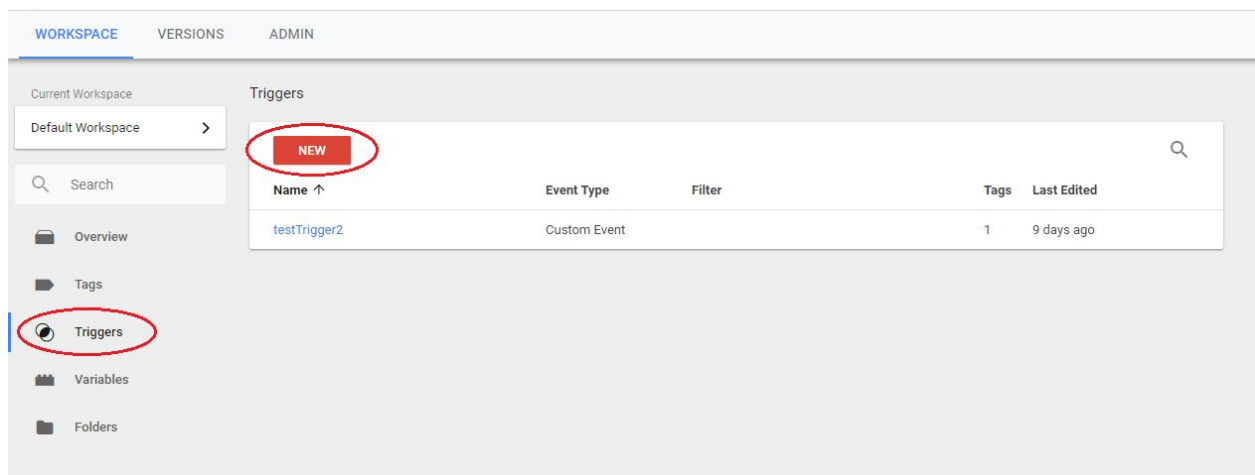 WORKSPACE VERSIONS ADMIN
Current Workspace
Default Workspace
Search
Overview
Tags
Triggers
Variables
Folders
Triggers
NEW
Name Event Type Filter Tags Last Edited
testTrigger2 Custom Event 1 9 days ago